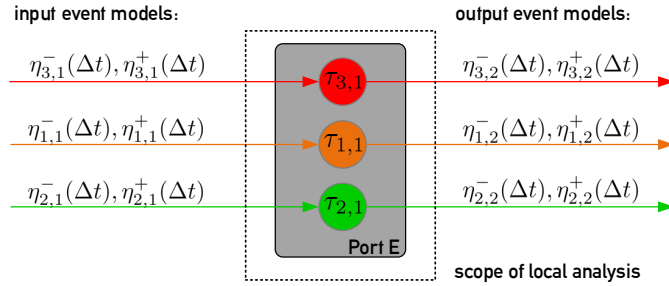 input event models: output event models:
η⁻₃,₁(Δt), η⁺₃,₁(Δt) τ₃,₁ η⁻₃,₂(Δt), η⁺₃,₂(Δt)
η⁻₁,₁(Δt), η⁺₁,₁(Δt) τ₁,₁ η⁻₁,₂(Δt), η⁺₁,₂(Δt)
η⁻₂,₁(Δt), η⁺₂,₁(Δt) τ₂,₁ η⁻₂,₂(Δt), η⁺₂,₂(Δt)
Port E
scope of local analysis